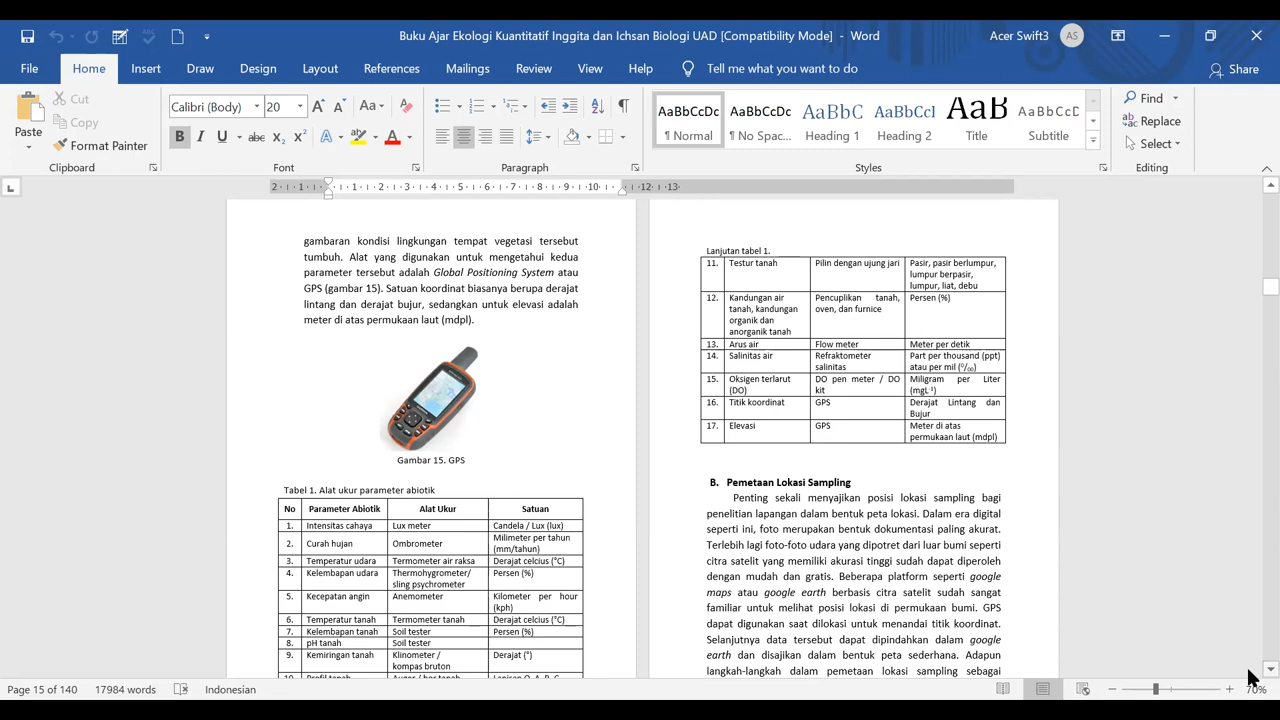 Buku Ajar Ekologi Kuantitatif Inggita dan Ichsan Biologi UAD [Compatibility Mode] - Word
Acer Swift3
AS
File
Home
Insert
Draw
Design
Layout
References
Mailings
Review
View
Help
Tell me what you want to do
Share
Paste
Cut
Copy
Format Painter
Clipboard
Calibri (Body)
20
Font
Paragraph
AaBbCcDc
¶ Normal
AaBbCcDc
¶ No Spac...
AaBbC
Heading 1
AaBbCcI
Heading 2
AaB
Title
AaBbCcD
Subtitle
Styles
Find
Replace
Select
Editing
gambaran kondisi lingkungan tempat vegetasi tersebut
tumbuh. Alat yang digunakan untuk mengetahui kedua
parameter tersebut adalah Global Positioning System atau
GPS (gambar 15). Satuan koordinat biasanya berupa derajat
lintang dan derajat bujur, sedangkan untuk elevasi adalah
meter di atas permukaan laut (mdpl).
Gambar 15. GPS
Tabel 1. Alat ukur parameter abiotik
No Parameter Abiotik Alat Ukur Satuan
1. Intensitas cahaya Lux meter Candela / Lux (lux)
2. Curah hujan Ombrometer Milimeter per tahun
(mm/tahun)
3. Temperatur udara Termometer air raksa Derajat celcius (°C)
4. Kelembapan udara Thermohygrometer/ Persen (%)
sling psychrometer
5. Kecepatan angin Anemometer Kilometer per hour
(kph)
6. Temperatur tanah Termometer tanah Derajat celcius (°C)
7. Kelembapan tanah Soil tester Persen (%)
8. pH tanah Soil tester
9. Kemiringan tanah Klinometer / Derajat (°)
kompas bruton
Lanjutan tabel 1.
11. Testur tanah Pilin dengan ujung jari Pasir, pasir berlumpur,
lumpur berpasir,
lumpur, liat, debu
12. Kandungan air Pencuplikan tanah, Persen (%)
tanah, kandungan oven, dan furnice
organik dan
anorganik tanah
13. Arus air Flow meter Meter per detik
14. Salinitas air Refraktometer Part per thousand (ppt)
salinitas atau per mil (⁰/₀₀)
15. Oksigen terlarut DO pen meter / DO Miligram per Liter
(DO) kit (mgL⁻¹)
16. Titik koordinat GPS Derajat Lintang dan
Bujur
17. Elevasi GPS Meter di atas
permukaan laut (mdpl)
B. Pemetaan Lokasi Sampling
Penting sekali menyajikan posisi lokasi sampling bagi
penelitian lapangan dalam bentuk peta lokasi. Dalam era digital
seperti ini, foto merupakan bentuk dokumentasi paling akurat.
Terlebih lagi foto-foto udara yang dipotret dari luar bumi seperti
citra satelit yang memiliki akurasi tinggi sudah dapat diperoleh
dengan mudah dan gratis. Beberapa platform seperti google
maps atau google earth berbasis citra satelit sudah sangat
familiar untuk melihat posisi lokasi di permukaan bumi. GPS
dapat digunakan saat dilokasi untuk menandai titik koordinat.
Selanjutnya data tersebut dapat dipindahkan dalam google
earth dan disajikan dalam bentuk peta sederhana. Adapun
langkah-langkah dalam pemetaan lokasi sampling sebagai
Page 15 of 140
17984 words
Indonesian
70%